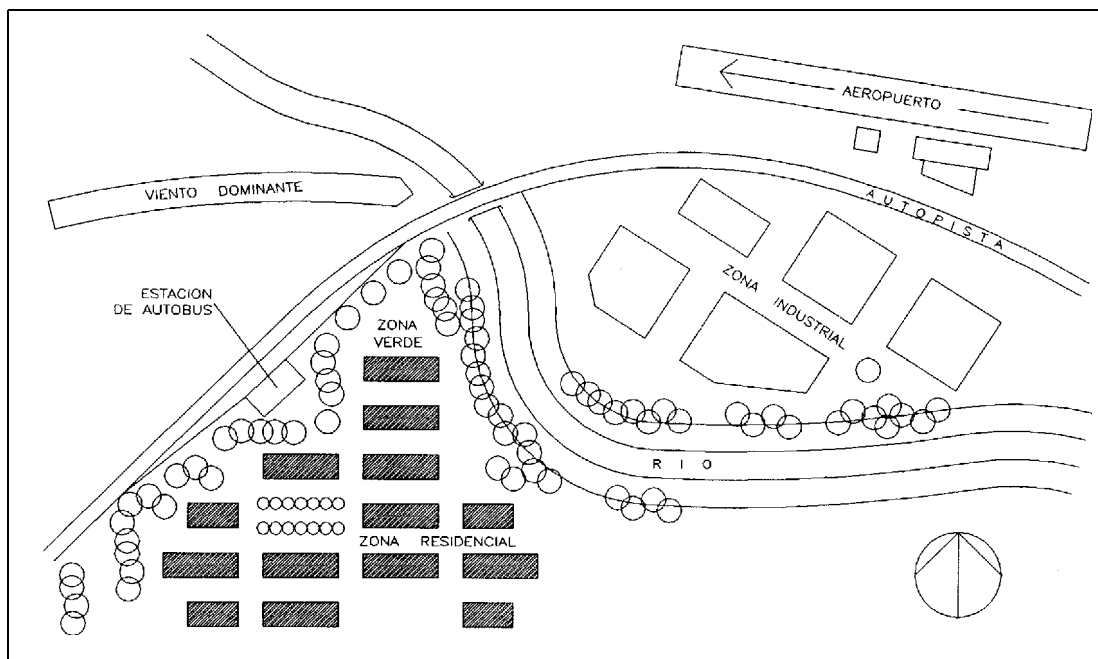 AEROPUERTO
VIENTO DOMINANTE
AUTOPISTA
ZONA INDUSTRIAL
ESTACION
DE AUTOBUS
ZONA
VERDE
RIO
ZONA RESIDENCIAL